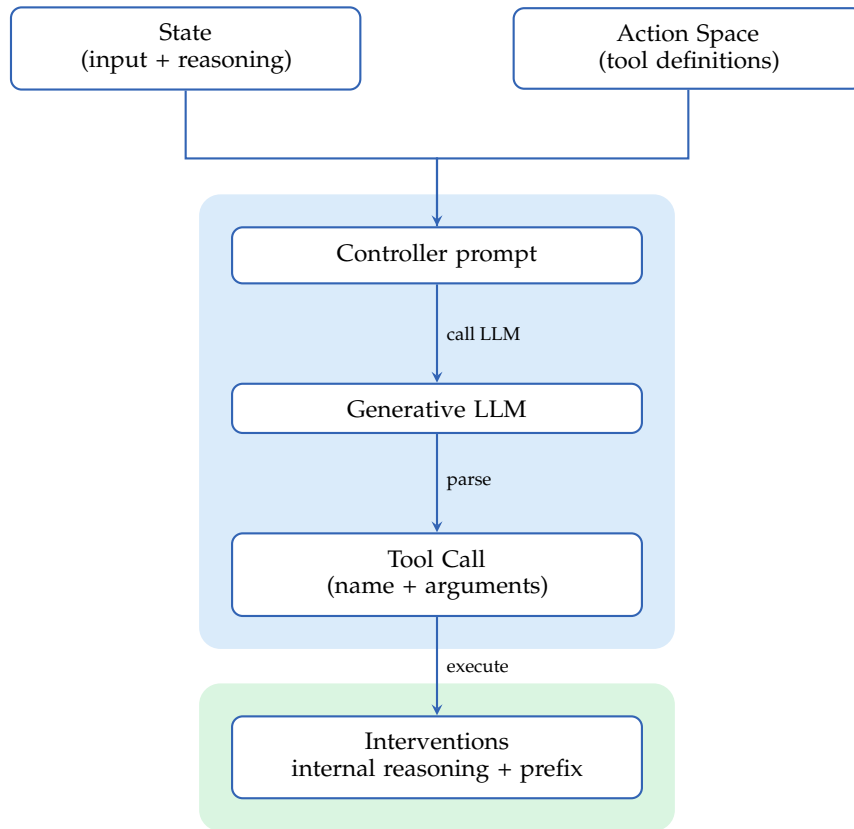 State
(input + reasoning)
Action Space
(tool definitions)
Controller prompt
call LLM
Generative LLM
parse
Tool Call
(name + arguments)
execute
Interventions
internal reasoning + prefix